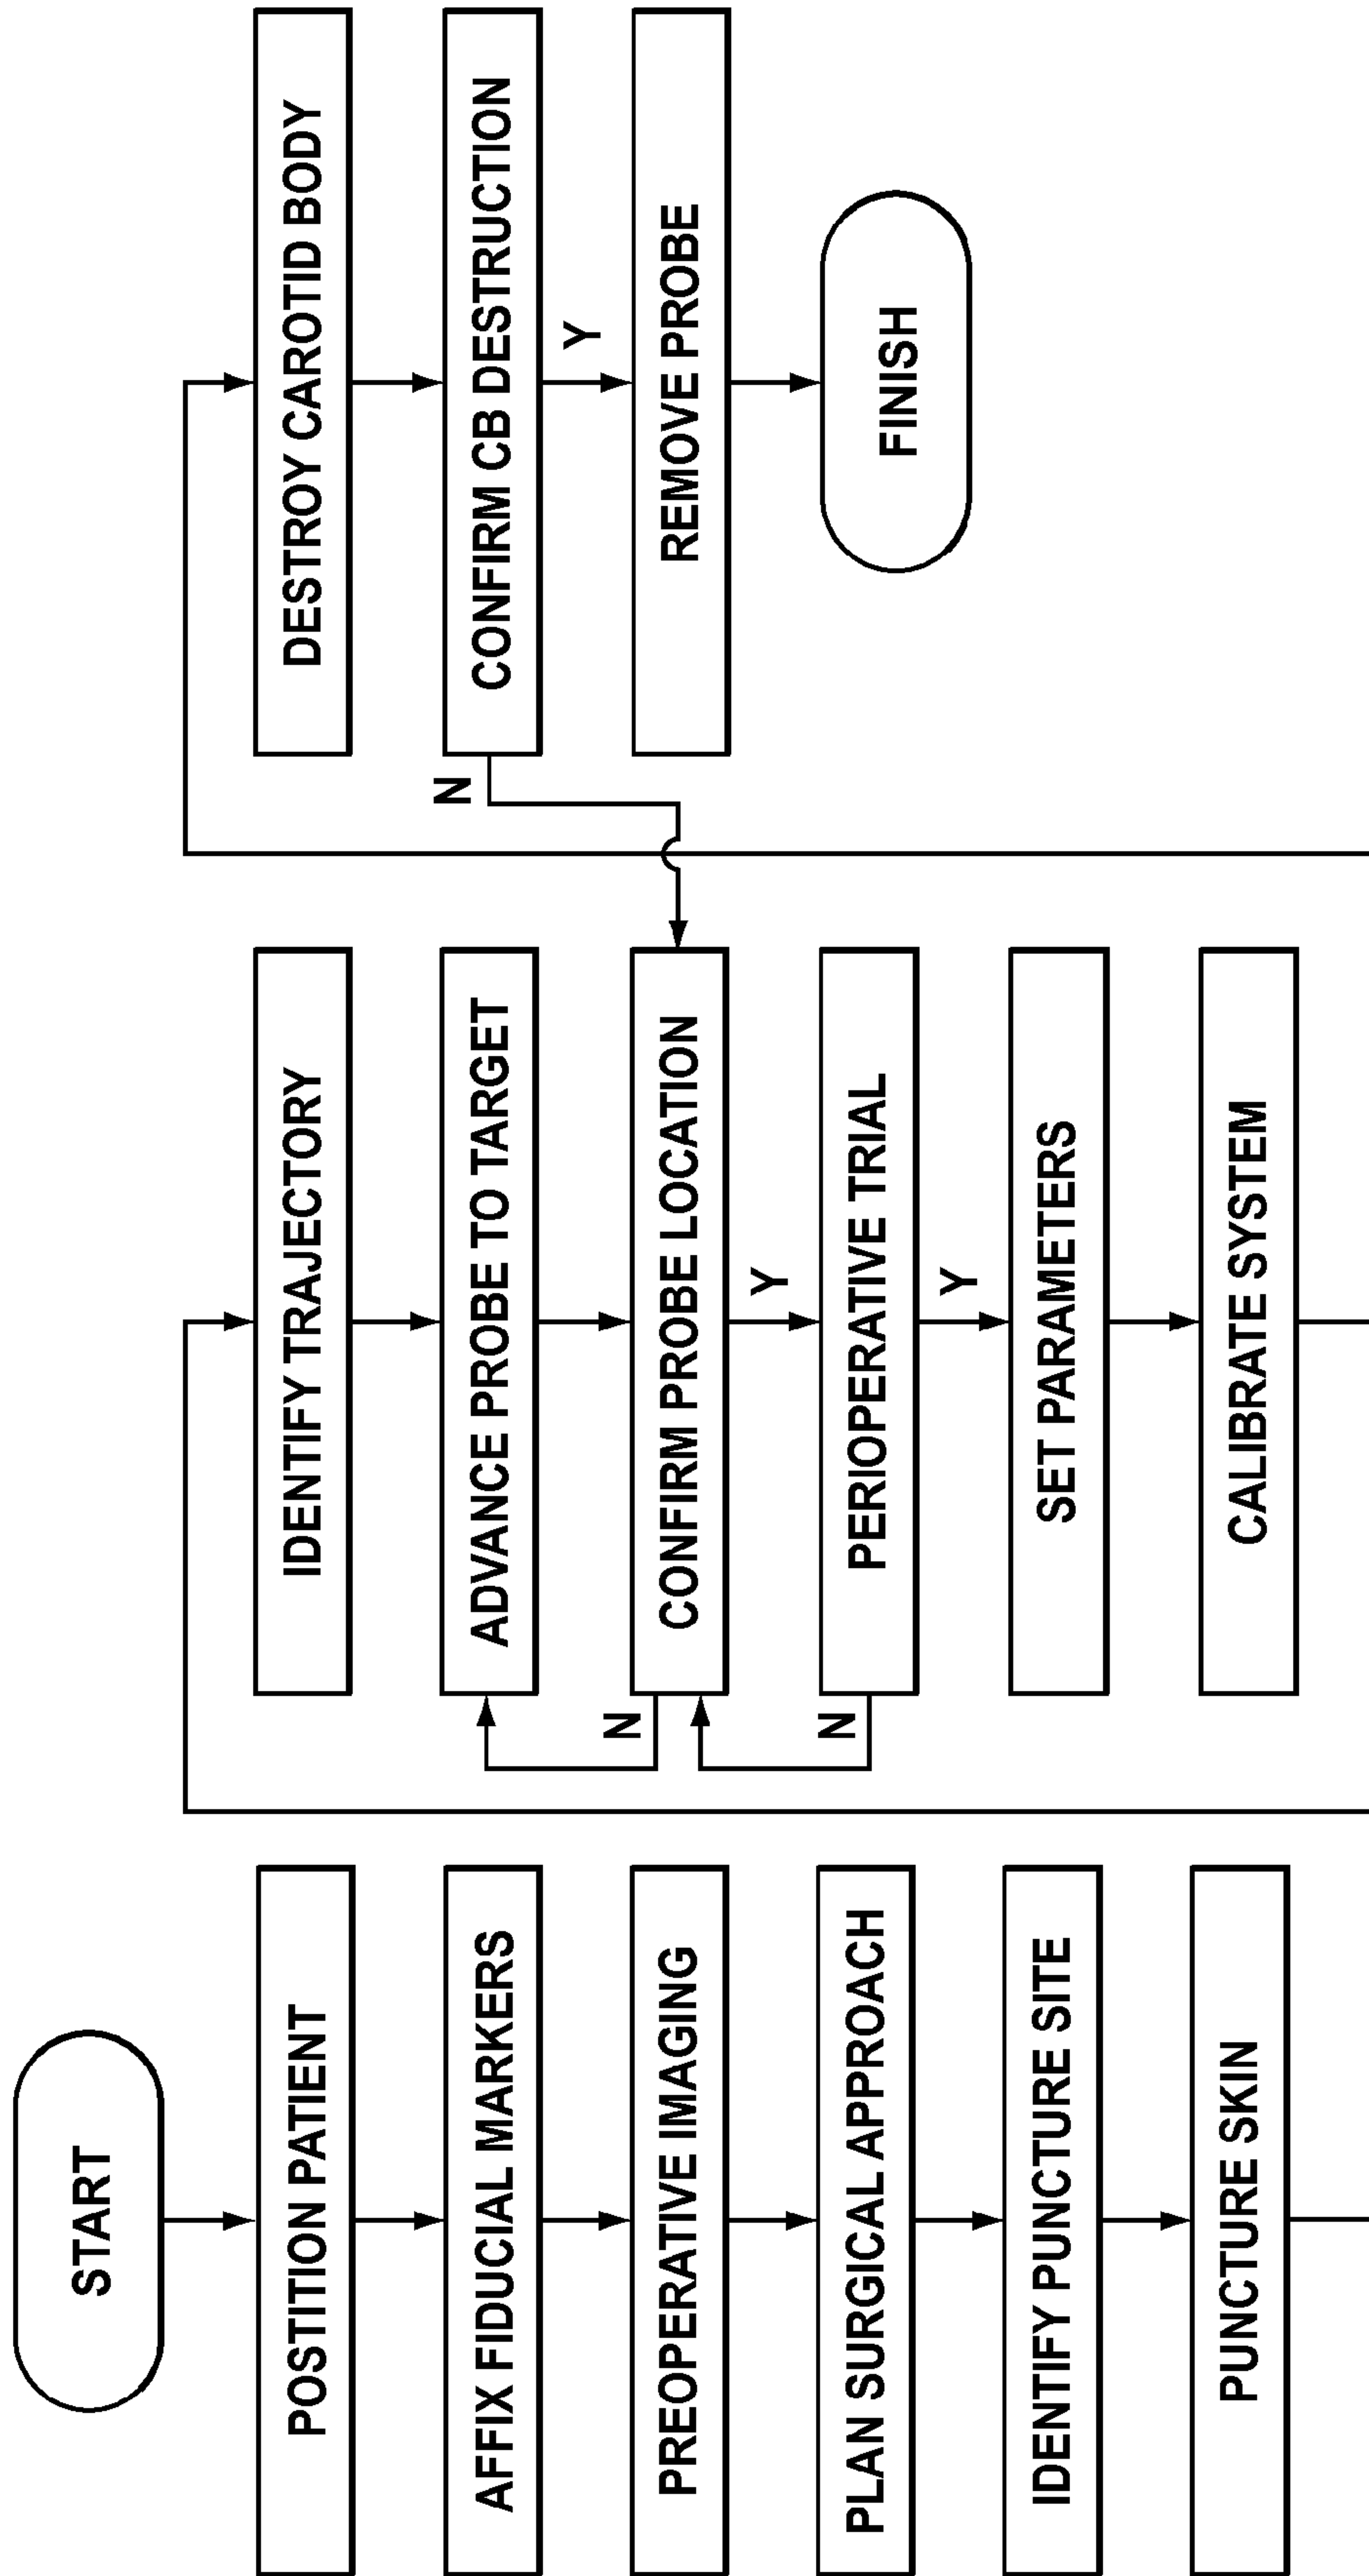 START
POSTITION PATIENT
AFFIX FIDUCIAL MARKERS
PREOPERATIVE IMAGING
PLAN SURGICAL APPROACH
IDENTIFY PUNCTURE SITE
PUNCTURE SKIN
IDENTIFY TRAJECTORY
ADVANCE PROBE TO TARGET
N
CONFIRM PROBE LOCATION
Y
N
PERIOPERATIVE TRIAL
Y
SET PARAMETERS
CALIBRATE SYSTEM
DESTROY CAROTID BODY
N
CONFIRM CB DESTRUCTION
Y
REMOVE PROBE
FINISH